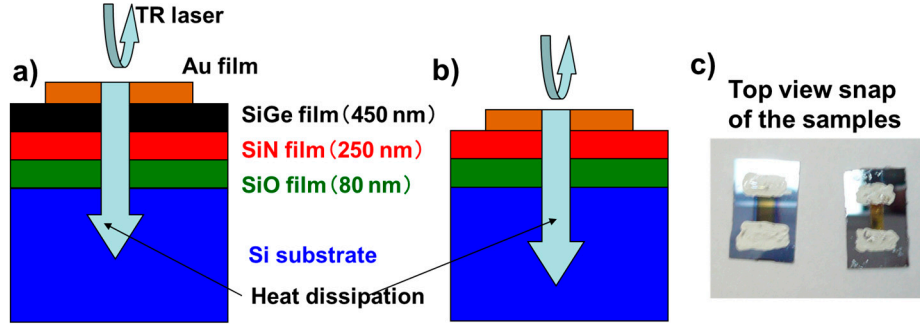 TR laser
a)
Au film
b)
c)
Top view snap
of the samples
SiGe film(450 nm)
SiN film(250 nm)
SiO film(80 nm)
Si substrate
Heat dissipation